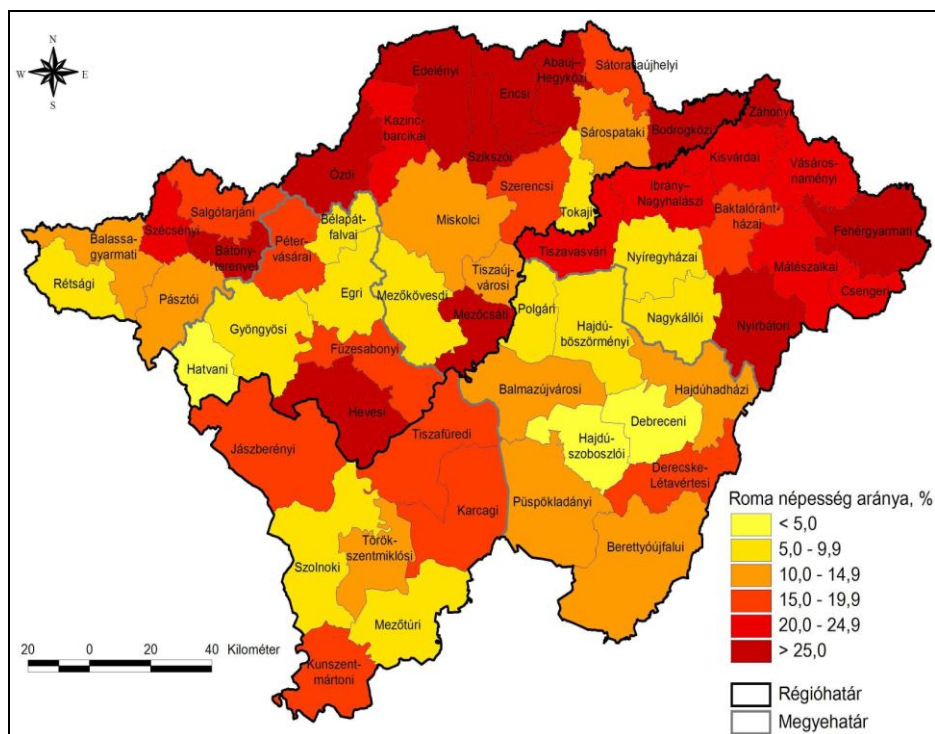 N
W E
S
Edelényi
Encsi
Abaúj–
Hegyközi
Sátoraljaújhelyi
Kazinc-
barcikai
Sárospataki
Bodrogközi
Záhonyi
Ózdi
Szikszói
Szerencsi
Kisvárdai
Vásáros-
naményi
Ibrány–
Nagyhalászi
Salgótarjáni
Szécsényi
Bátony-
terenyei
Péter-
vásárai
Bélapát-
falvai
Miskolci
Tokaji
Baktalóránt-
házai
Fehérgyarmati
Balassa-
gyarmati
Tiszavasvári
Nyíregyházai
Mátészalkai
Rétsági
Pásztói
Egri
Mezőkövesdi
Tiszaúj-
városi
Polgári
Csengeri
Gyöngyösi
Mezőcsáti
Hajdú-
böszörményi
Nagykállói
Nyírbátori
Hatvani
Füzesabonyi
Hevesi
Balmazújvárosi
Hajdúhadházi
Jászberényi
Tiszafüredi
Hajdú-
szoboszlói
Debreceni
Derecske-
Létavértesi
Karcagi
Püspökladányi
Szolnoki
Török-
szentmiklósi
Berettyóújfalui
Mezőtúri
Kunszent-
mártoni
20 0 20 40 Kilométer
Roma népesség aránya, %
< 5,0
5,0 - 9,9
10,0 - 14,9
15,0 - 19,9
20,0 - 24,9
> 25,0
Régióhatár
Megyehatár